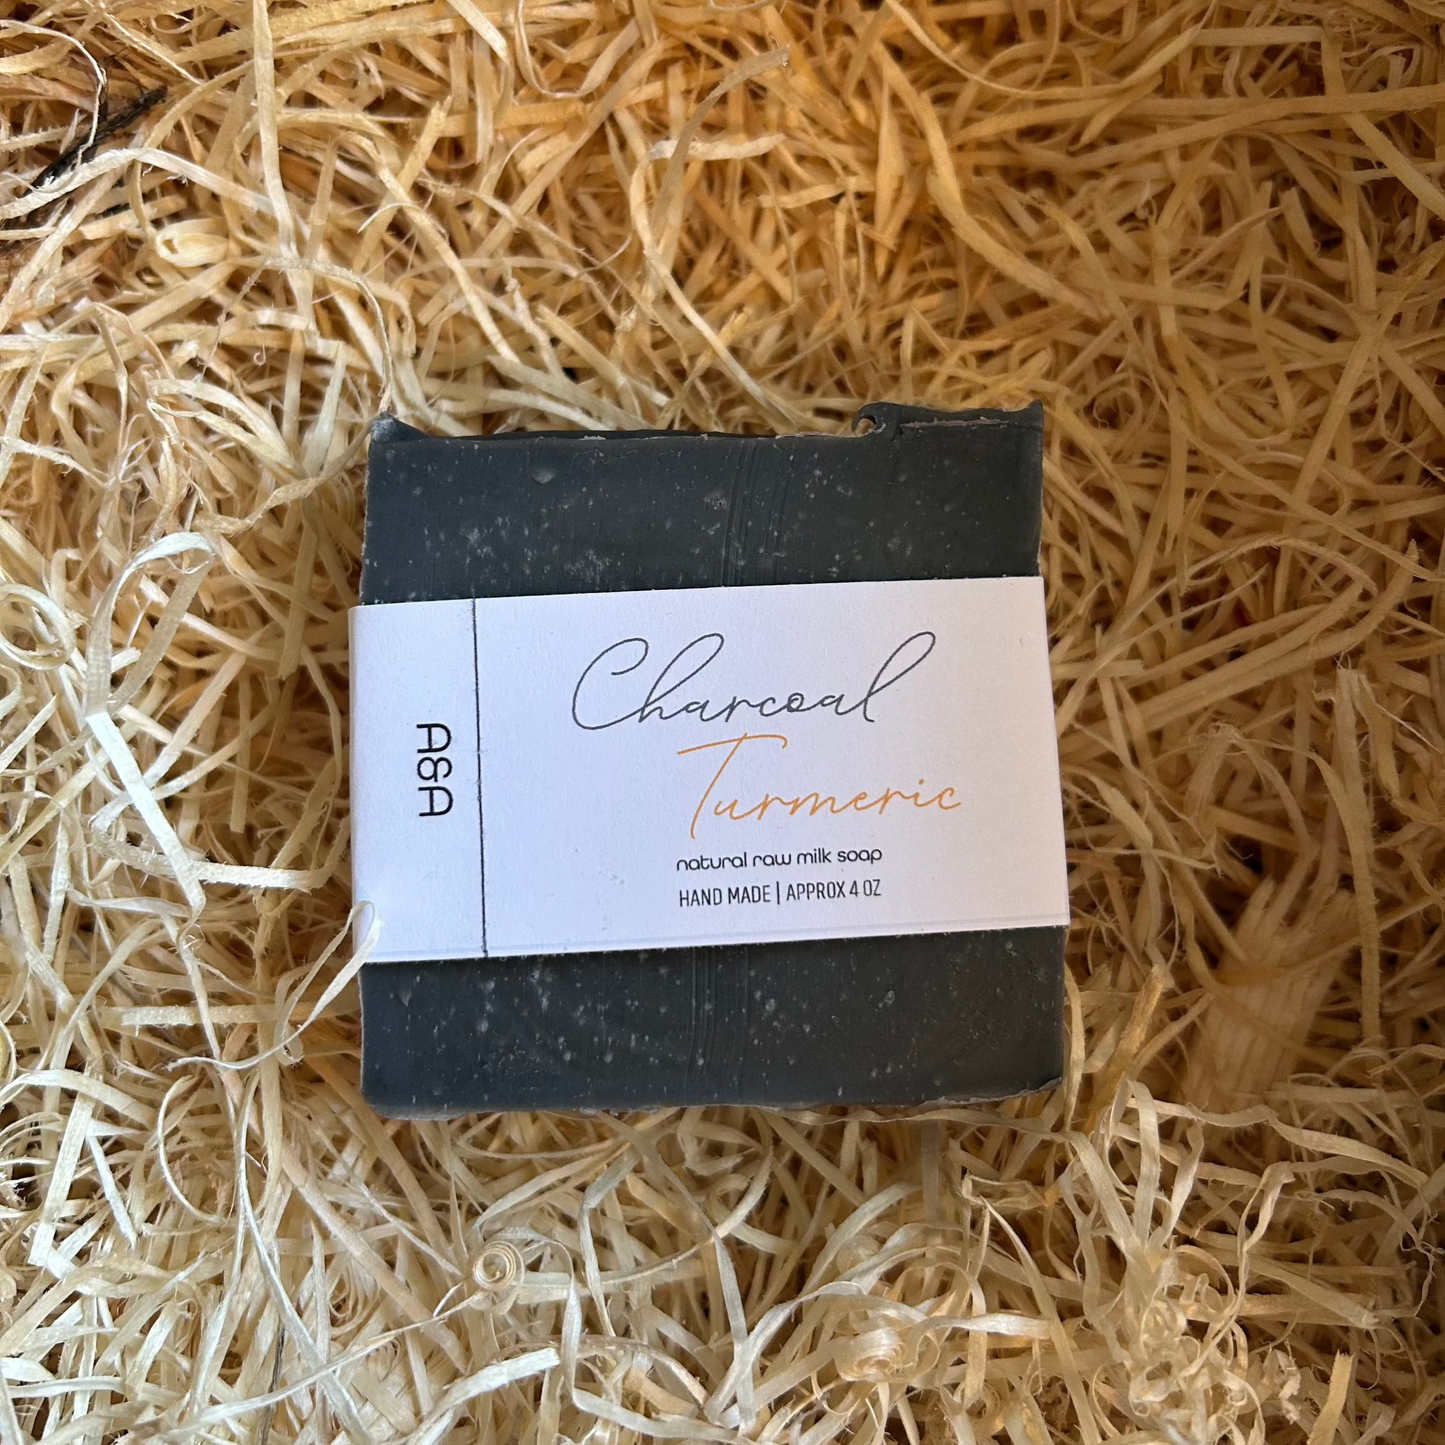 A&A
Charcoal
Turmeric
natural raw milk soap
HAND MADE | APPROX 4 OZ